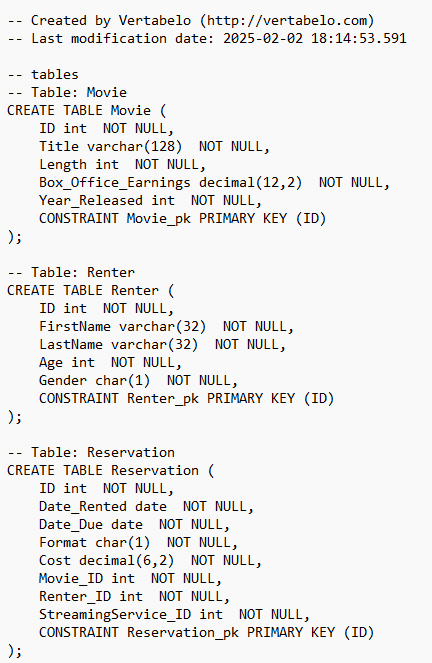 -- Created by Vertabelo (http://vertabelo.com)
-- Last modification date: 2025-02-02 18:14:53.591

-- tables
-- Table: Movie
CREATE TABLE Movie (
    ID int  NOT NULL,
    Title varchar(128)  NOT NULL,
    Length int  NOT NULL,
    Box_Office_Earnings decimal(12,2)  NOT NULL,
    Year_Released int  NOT NULL,
    CONSTRAINT Movie_pk PRIMARY KEY (ID)
);

-- Table: Renter
CREATE TABLE Renter (
    ID int  NOT NULL,
    FirstName varchar(32)  NOT NULL,
    LastName varchar(32)  NOT NULL,
    Age int  NOT NULL,
    Gender char(1)  NOT NULL,
    CONSTRAINT Renter_pk PRIMARY KEY (ID)
);

-- Table: Reservation
CREATE TABLE Reservation (
    ID int  NOT NULL,
    Date_Rented date  NOT NULL,
    Date_Due date  NOT NULL,
    Format char(1)  NOT NULL,
    Cost decimal(6,2)  NOT NULL,
    Movie_ID int  NOT NULL,
    Renter_ID int  NOT NULL,
    StreamingService_ID int  NOT NULL,
    CONSTRAINT Reservation_pk PRIMARY KEY (ID)
);